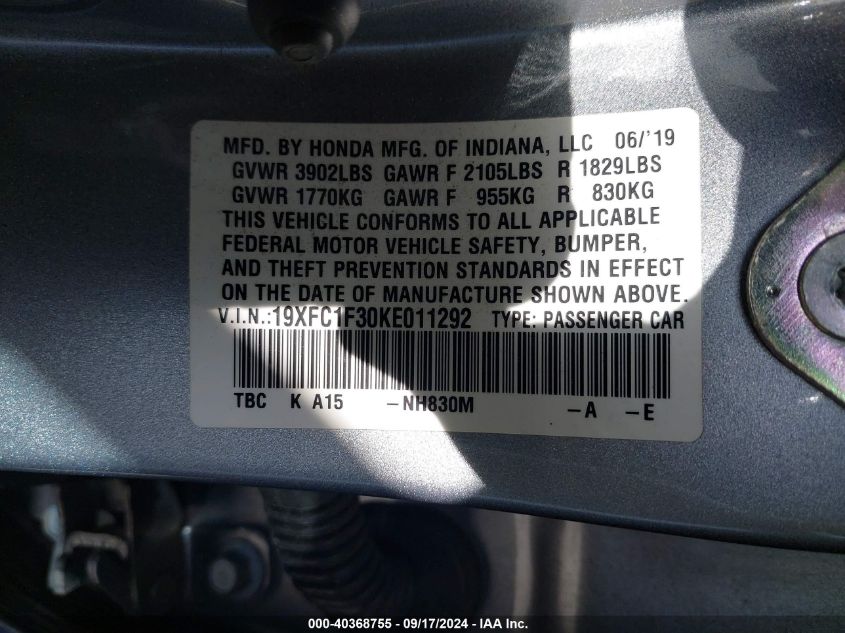 MFD. BY HONDA MFG. OF INDIANA, LLC 06/'19
GVWR 3902LBS GAWR F 2105LBS R 1829LBS
GVWR 1770KG GAWR F 955KG R 830KG
THIS VEHICLE CONFORMS TO ALL APPLICABLE
FEDERAL MOTOR VEHICLE SAFETY, BUMPER,
AND THEFT PREVENTION STANDARDS IN EFFECT
ON THE DATE OF MANUFACTURE SHOWN ABOVE.
V.I.N.:19XFC1F30KE011292 TYPE: PASSENGER CAR
TBC K A15 -NH830M -A -E
000-40368755 - 09/17/2024 - IAA Inc.